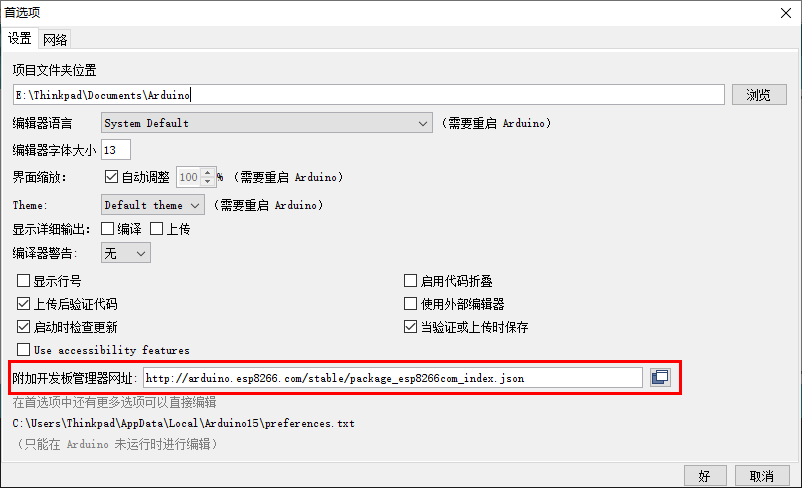 首选项
设置 网络
项目文件夹位置
E:\Thinkpad\Documents\Arduino 浏览
编辑器语言 System Default (需要重启 Arduino)
编辑器字体大小 13
界面缩放: 自动调整 100 % (需要重启 Arduino)
Theme: Default theme (需要重启 Arduino)
显示详细输出: 编译 上传
编译器警告: 无
显示行号 启用代码折叠
上传后验证代码 使用外部编辑器
启动时检查更新 当验证或上传时保存
Use accessibility features
附加开发板管理器网址: http://arduino.esp8266.com/stable/package_esp8266com_index.json
在首选项中还有更多选项可以直接编辑
C:\Users\Thinkpad\AppData\Local\Arduino15\preferences.txt
(只能在 Arduino 未运行时进行编辑)
好 取消